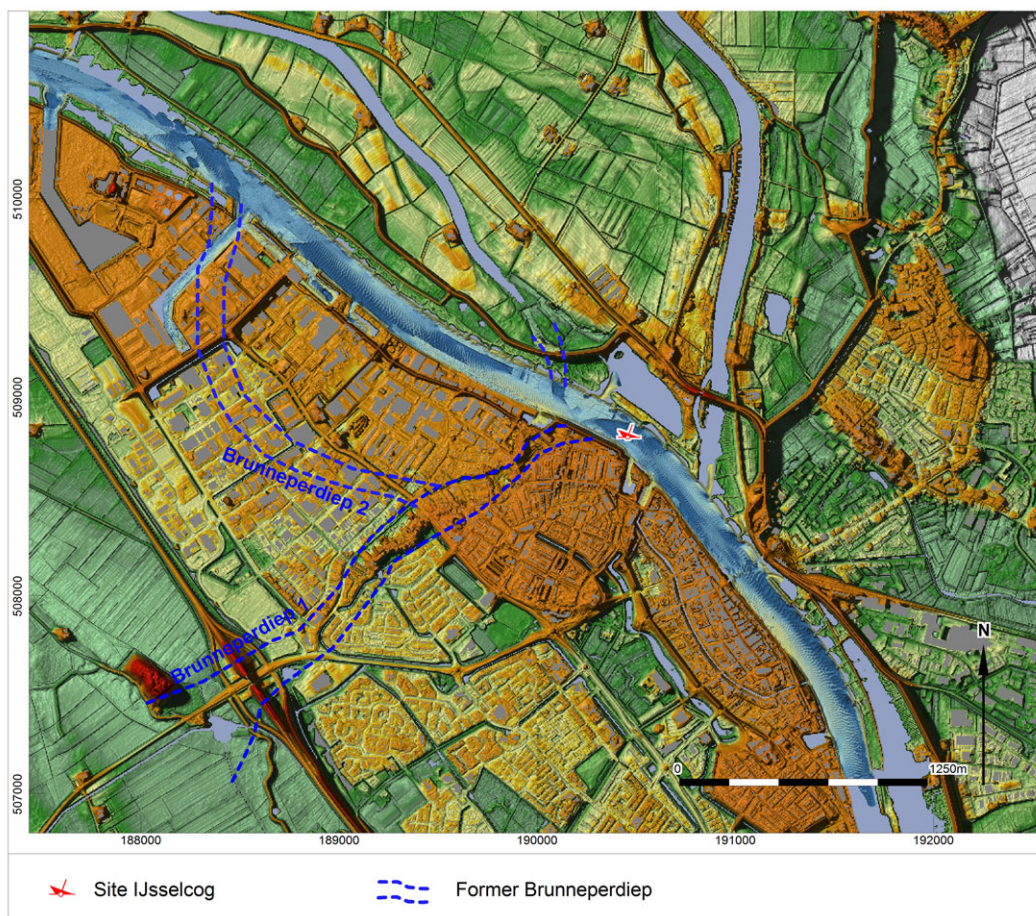 510000
509000
508000
507000
Brunneperdiep 2
Brunneperdiep 1
N
0 1250m
188000 189000 190000 191000 192000
Site IJsselcog Former Brunneperdiep